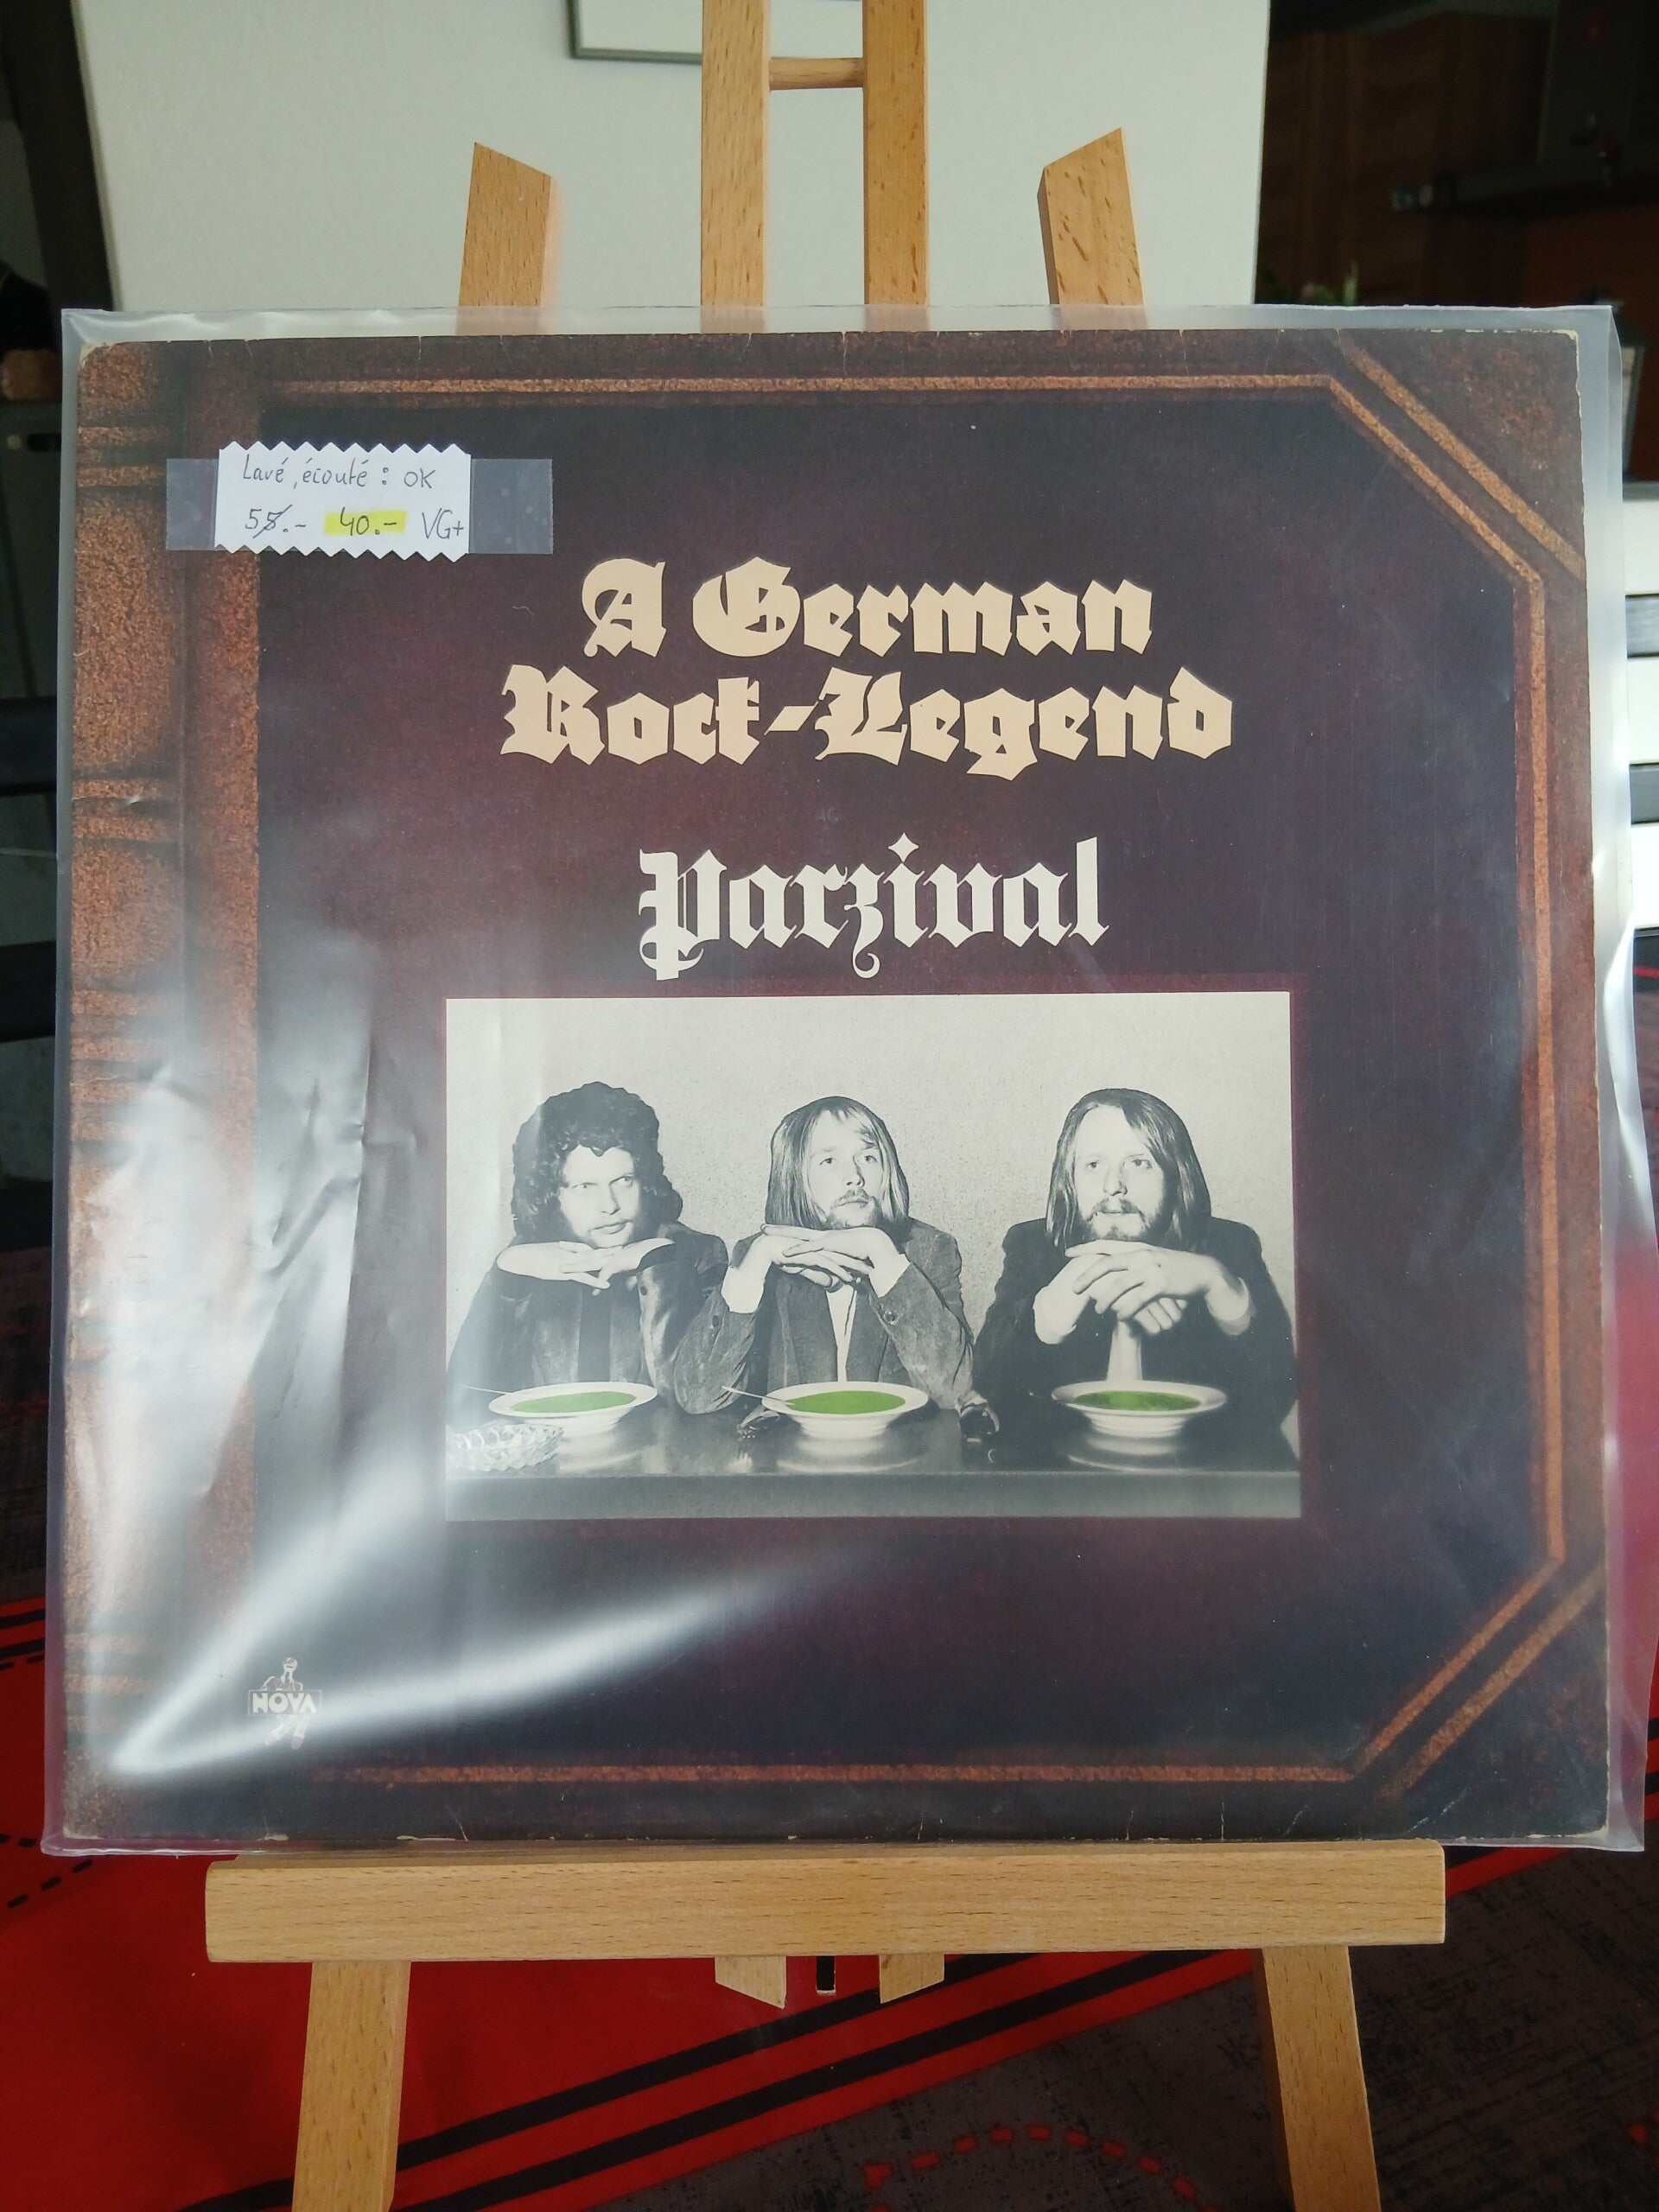 Lavé, écouté : OK
55.- 40.- VG+
A German
Rock-Legend
Parzival
NOVA